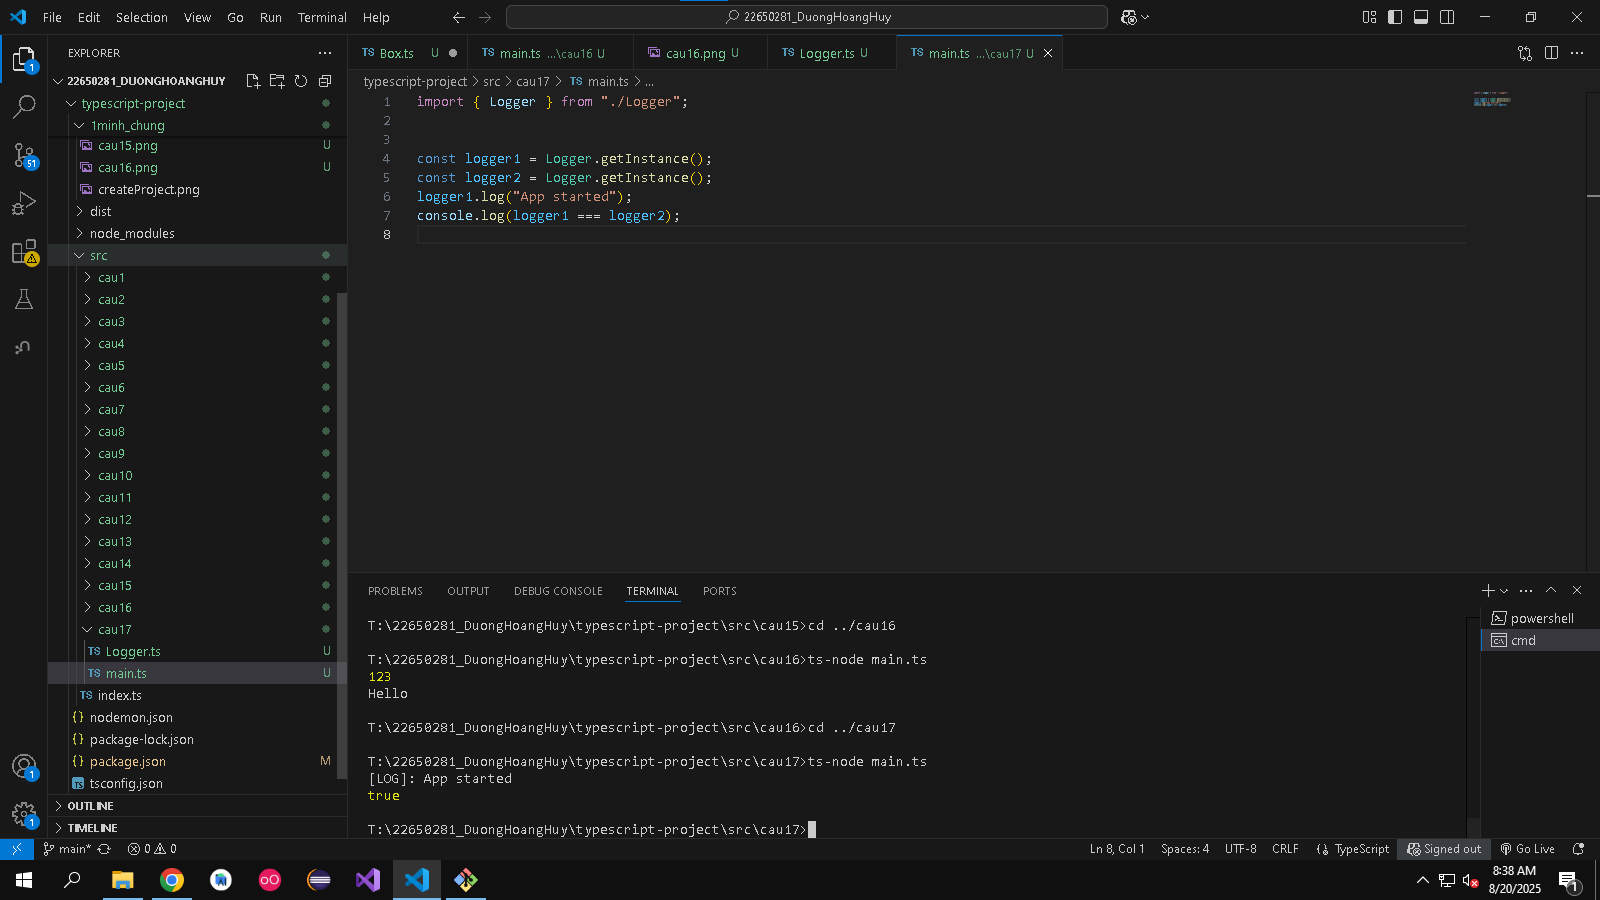 File Edit Selection View Go Run Terminal Help
22650281_DuongHoangHuy
EXPLORER
22650281_DUONGHOANGHUY
typescript-project
1minh_chung
cau15.png U
cau16.png U
createProject.png
dist
node_modules
src
cau1
cau2
cau3
cau4
cau5
cau6
cau7
cau8
cau9
cau10
cau11
cau12
cau13
cau14
cau15
cau16
cau17
TS Logger.ts U
TS main.ts U
TS index.ts
{} nodemon.json
{} package-lock.json
{} package.json M
TS tsconfig.json
OUTLINE
TIMELINE
1
51
1
1
TS Box.ts U
TS main.ts ...\cau16 U
cau16.png U
TS Logger.ts U
TS main.ts ...\cau17 U
typescript-project > src > cau17 > TS main.ts > ...
1 import { Logger } from "./Logger";
2
3
4 const logger1 = Logger.getInstance();
5 const logger2 = Logger.getInstance();
6 logger1.log("App started");
7 console.log(logger1 === logger2);
8
PROBLEMS OUTPUT DEBUG CONSOLE TERMINAL PORTS
T:\22650281_DuongHoangHuy\typescript-project\src\cau15>cd ../cau16
T:\22650281_DuongHoangHuy\typescript-project\src\cau16>ts-node main.ts
123
Hello
T:\22650281_DuongHoangHuy\typescript-project\src\cau16>cd ../cau17
T:\22650281_DuongHoangHuy\typescript-project\src\cau17>ts-node main.ts
[LOG]: App started
true
T:\22650281_DuongHoangHuy\typescript-project\src\cau17>
powershell
cmd
main* 0 0
Ln 8, Col 1 Spaces: 4 UTF-8 CRLF {} TypeScript Signed out Go Live
8:38 AM
8/20/2025
1